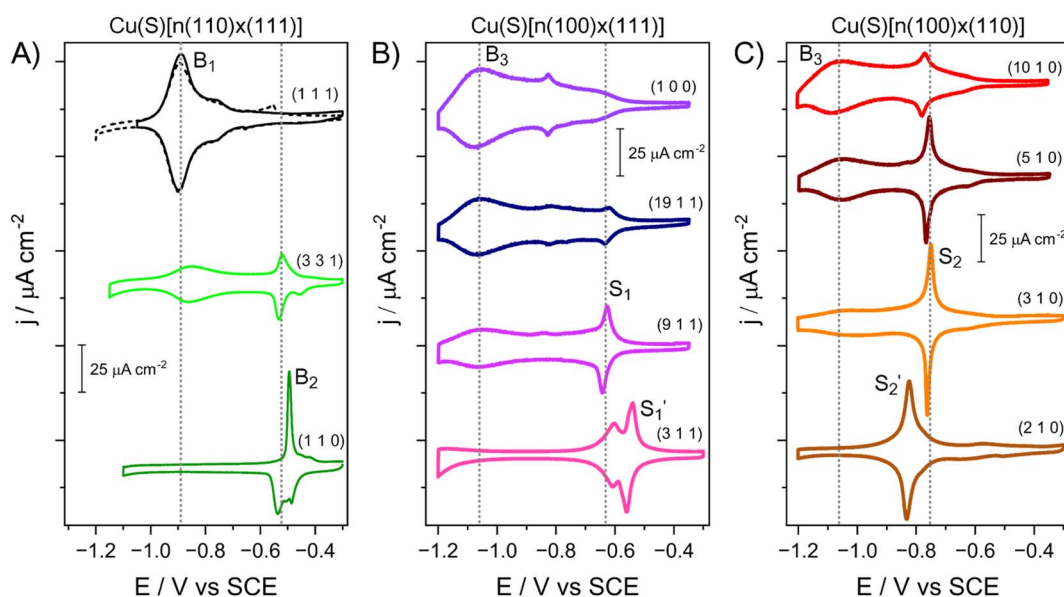 Cu(S)[n(110)x(111)]
A)
B₁
(1 1 1)
(3 3 1)
25 µA cm⁻²
B₂
(1 1 0)
j / µA cm⁻²
−1.2 −1.0 −0.8 −0.6 −0.4
E / V vs SCE
Cu(S)[n(100)x(111)]
B)
B₃
(1 0 0)
25 µA cm⁻²
(19 1 1)
S₁
(9 1 1)
S₁'
(3 1 1)
j / µA cm⁻²
−1.2 −1.0 −0.8 −0.6 −0.4
E / V vs SCE
Cu(S)[n(100)x(110)]
C)
B₃
(10 1 0)
(5 1 0)
25 µA cm⁻²
S₂
(3 1 0)
S₂'
(2 1 0)
j / µA cm⁻²
−1.2 −1.0 −0.8 −0.6 −0.4
E / V vs SCE